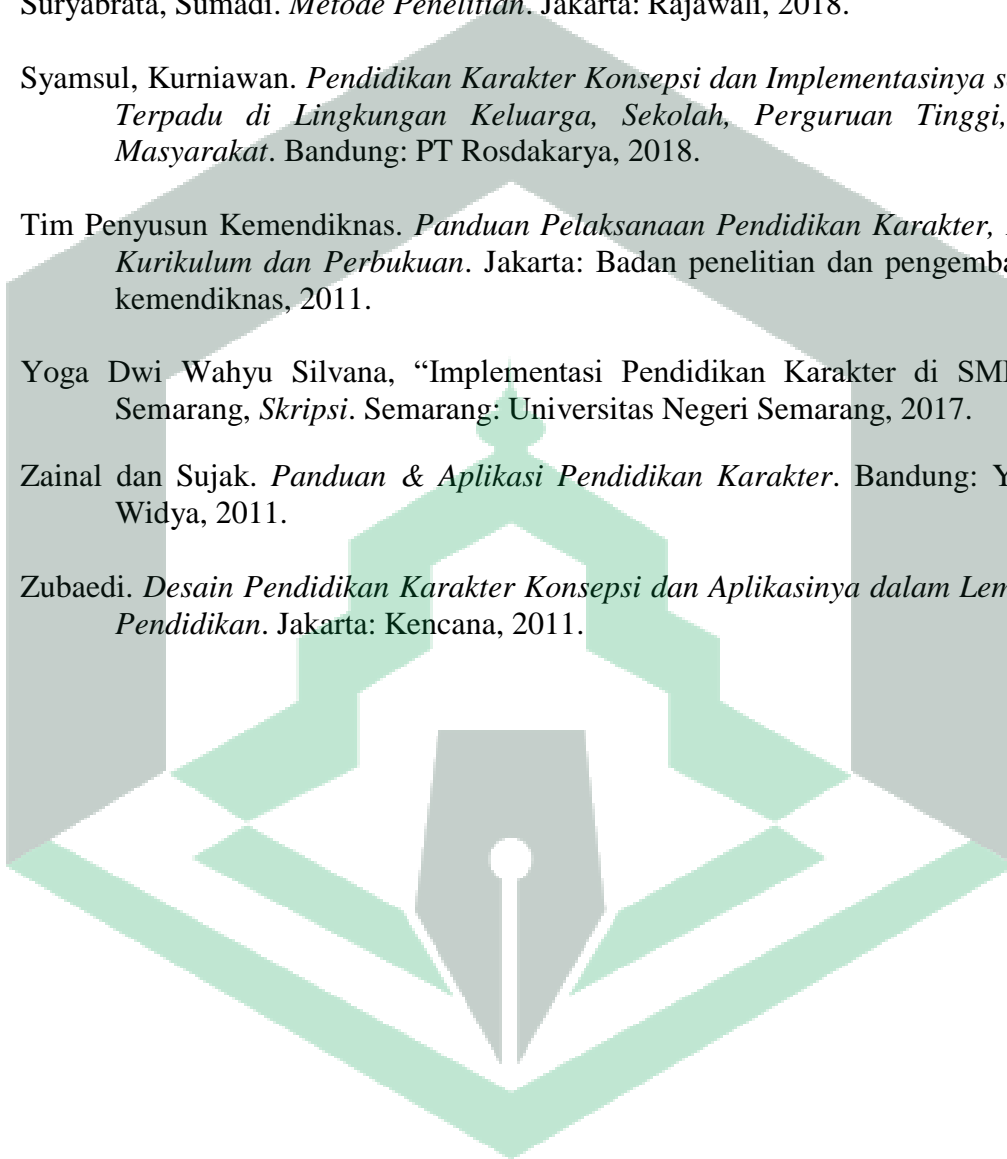 Suryabrata, Sumadi. Metode Penelitian. Jakarta: Rajawali, 2018.
Syamsul, Kurniawan. Pendidikan Karakter Konsepsi dan Implementasinya
Terpadu di Lingkungan Keluarga, Sekolah, Perguruan Tinggi,
Masyarakat. Bandung: PT Rosdakarya, 2018.
Tim Penyusun Kemendiknas. Panduan Pelaksanaan Pendidikan Karakter,
Kurikulum dan Perbukuan. Jakarta: Badan penelitian dan
kemendiknas, 2011.
Yoga Dwi Wahyu Silvana, “Implementasi Pendidikan Karakter di
Semarang, Skripsi. Semarang: Universitas Negeri Semarang, 2017.
Zainal dan Sujak. Panduan & Aplikasi Pendidikan Karakter. Bandung:
Widya, 2011.
Zubaedi. Desain Pendidikan Karakter Konsepsi dan Aplikasinya dalam
Pendidikan. Jakarta: Kencana, 2011.